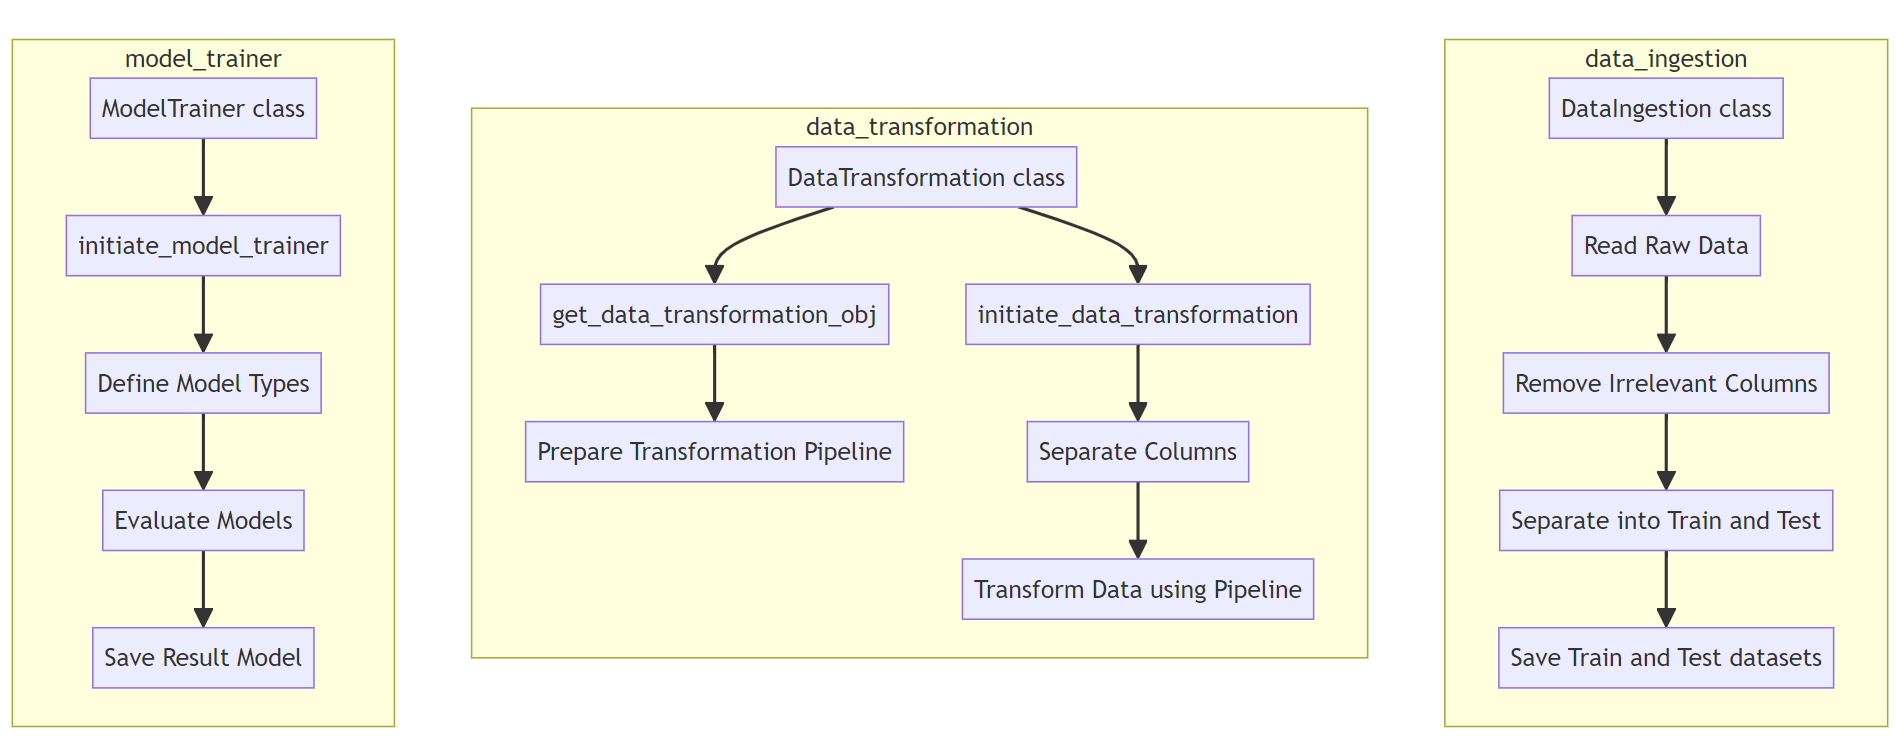 model_trainer
ModelTrainer class
initiate_model_trainer
Define Model Types
Evaluate Models
Save Result Model
data_transformation
DataTransformation class
get_data_transformation_obj
initiate_data_transformation
Prepare Transformation Pipeline
Separate Columns
Transform Data using Pipeline
data_ingestion
DataIngestion class
Read Raw Data
Remove Irrelevant Columns
Separate into Train and Test
Save Train and Test datasets